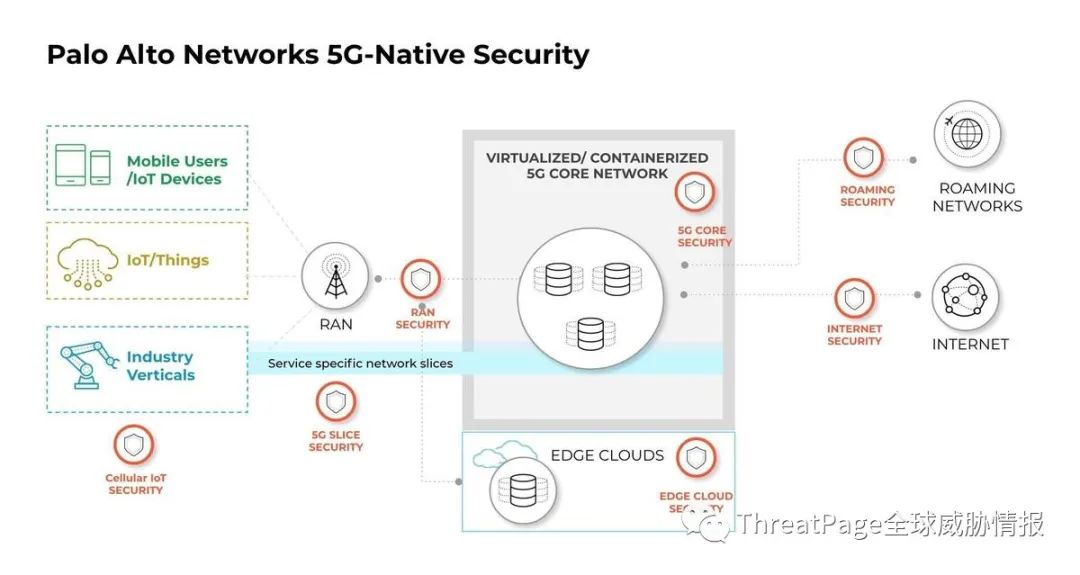 Palo Alto Networks 5G-Native Security
Mobile Users
/IoT Devices
IoT/Things
Industry
Verticals
Cellular IoT
SECURITY
RAN
RAN
SECURITY
Service specific network slices
5G SLICE
SECURITY
VIRTUALIZED/ CONTAINERIZED
5G CORE NETWORK
5G CORE
SECURITY
EDGE CLOUDS
EDGE CLOUD
SECURITY
ROAMING
SECURITY
ROAMING
NETWORKS
INTERNET
SECURITY
INTERNET
ThreatPage全球威胁情报